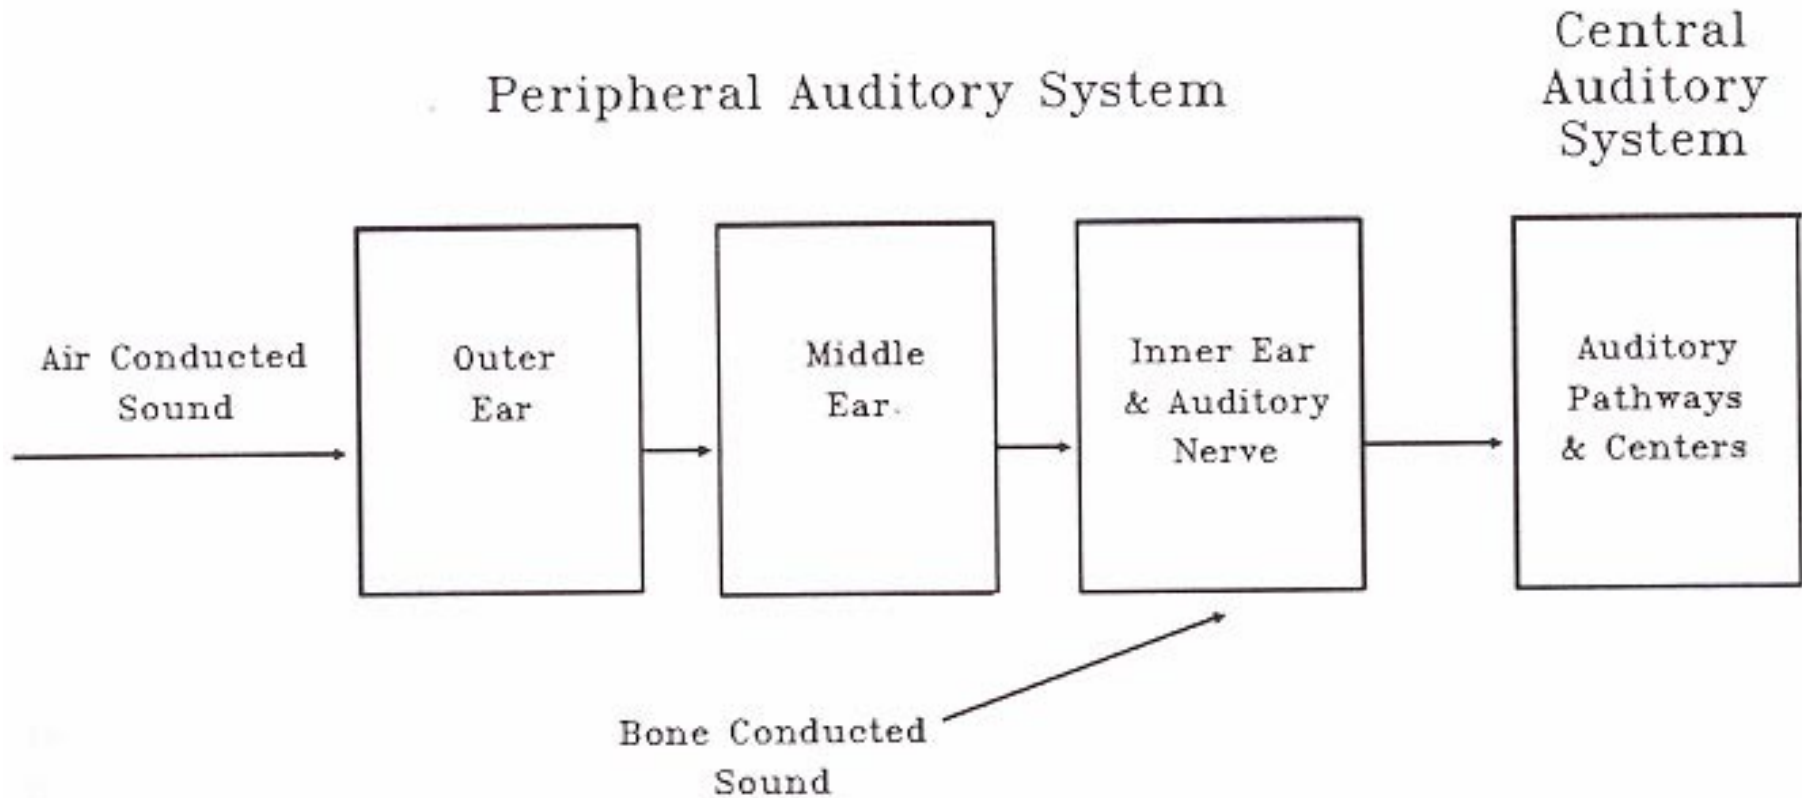 Peripheral Auditory System
Central
Auditory
System
Air Conducted
Sound
Outer
Ear
Middle
Ear
Inner Ear
& Auditory
Nerve
Auditory
Pathways
& Centers
Bone Conducted
Sound